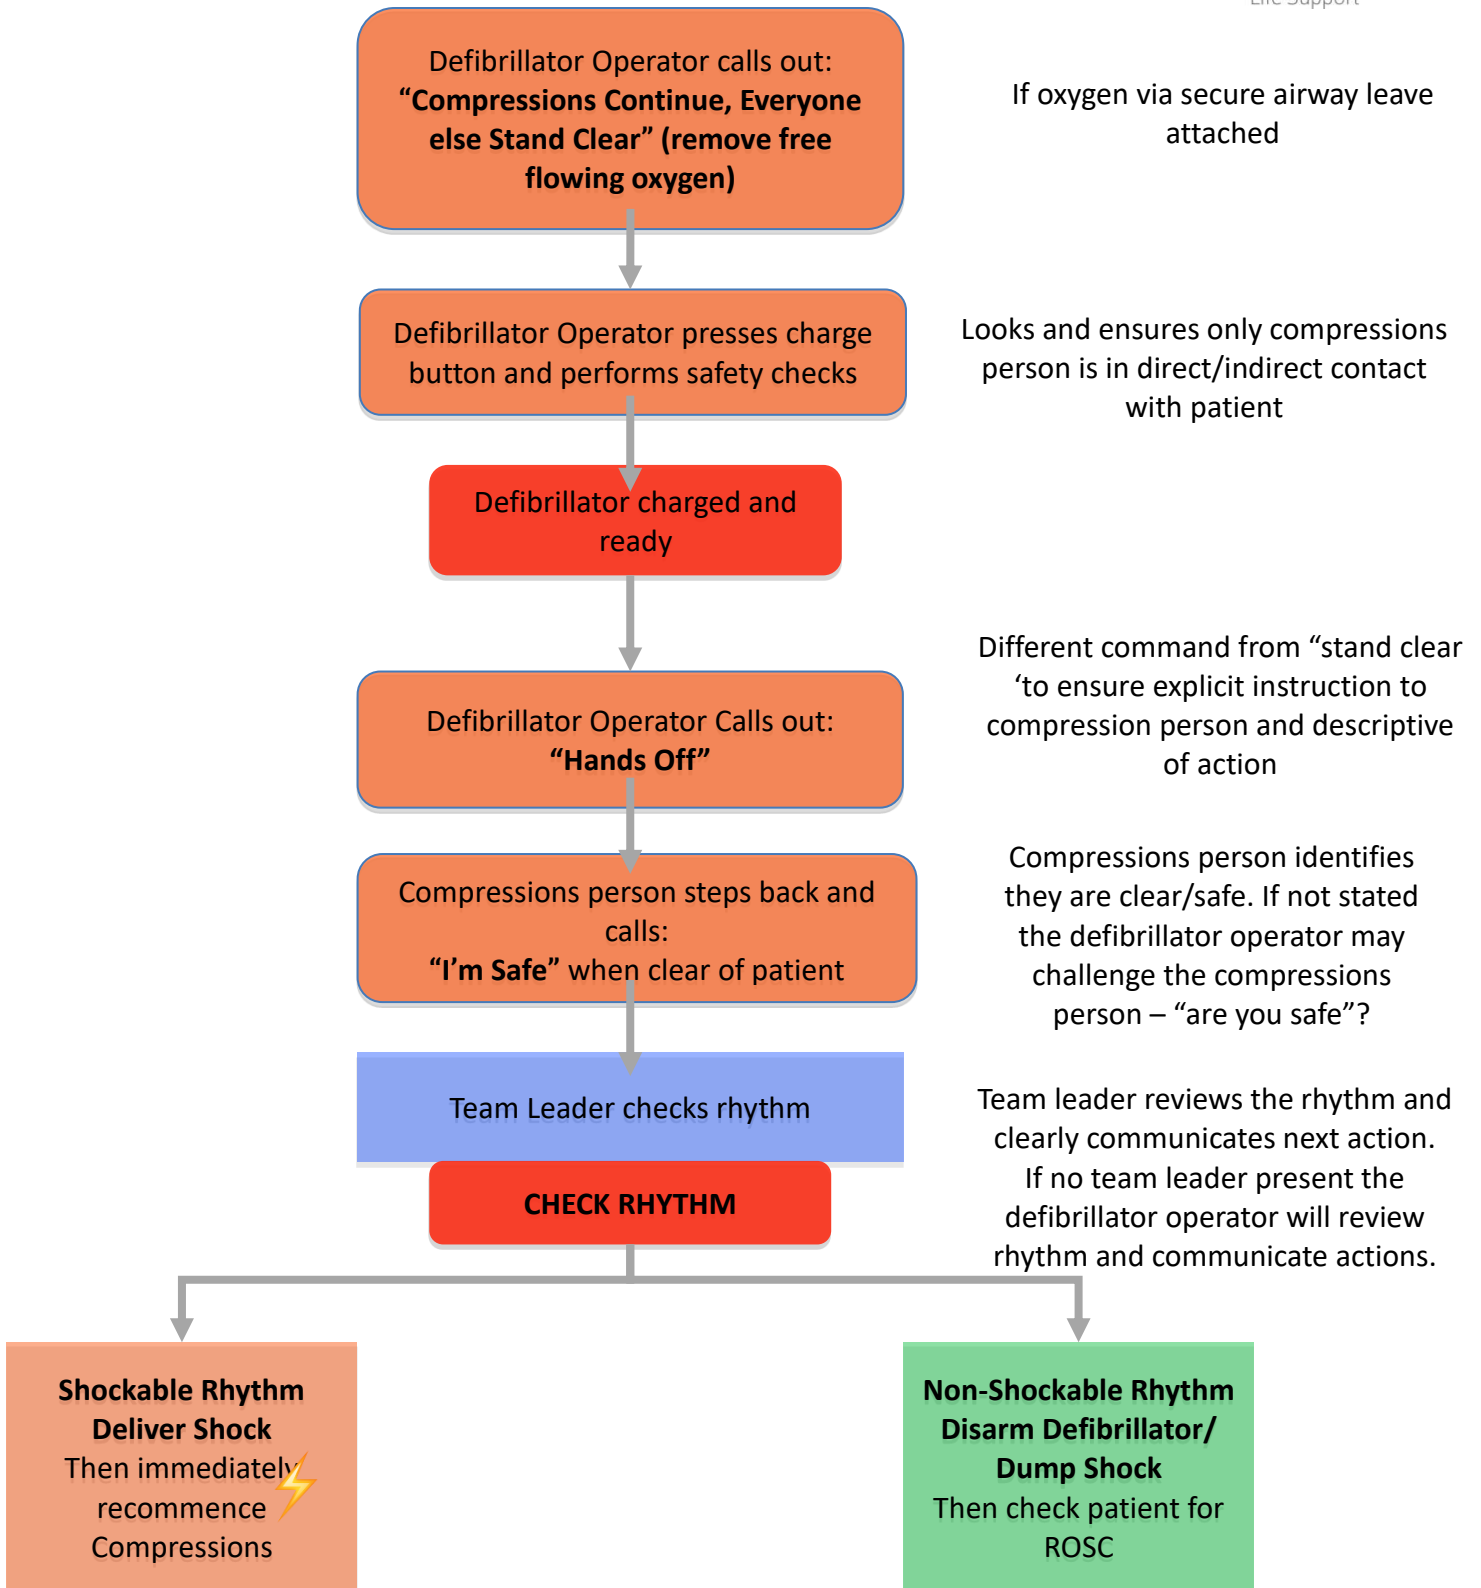 Life Support
Defibrillator Operator calls out:
“Compressions Continue, Everyone
else Stand Clear” (remove free
flowing oxygen)
If oxygen via secure airway leave
attached
Defibrillator Operator presses charge
button and performs safety checks
Looks and ensures only compressions
person is in direct/indirect contact
with patient
Defibrillator charged and
ready
Defibrillator Operator Calls out:
“Hands Off”
Different command from “stand clear
‘to ensure explicit instruction to
compression person and descriptive
of action
Compressions person steps back and
calls:
“I’m Safe” when clear of patient
Compressions person identifies
they are clear/safe. If not stated
the defibrillator operator may
challenge the compressions
person – “are you safe”?
Team Leader checks rhythm
CHECK RHYTHM
Team leader reviews the rhythm and
clearly communicates next action.
If no team leader present the
defibrillator operator will review
rhythm and communicate actions.
Shockable Rhythm
Deliver Shock
Then immediately
recommence
Compressions
Non-Shockable Rhythm
Disarm Defibrillator/
Dump Shock
Then check patient for
ROSC